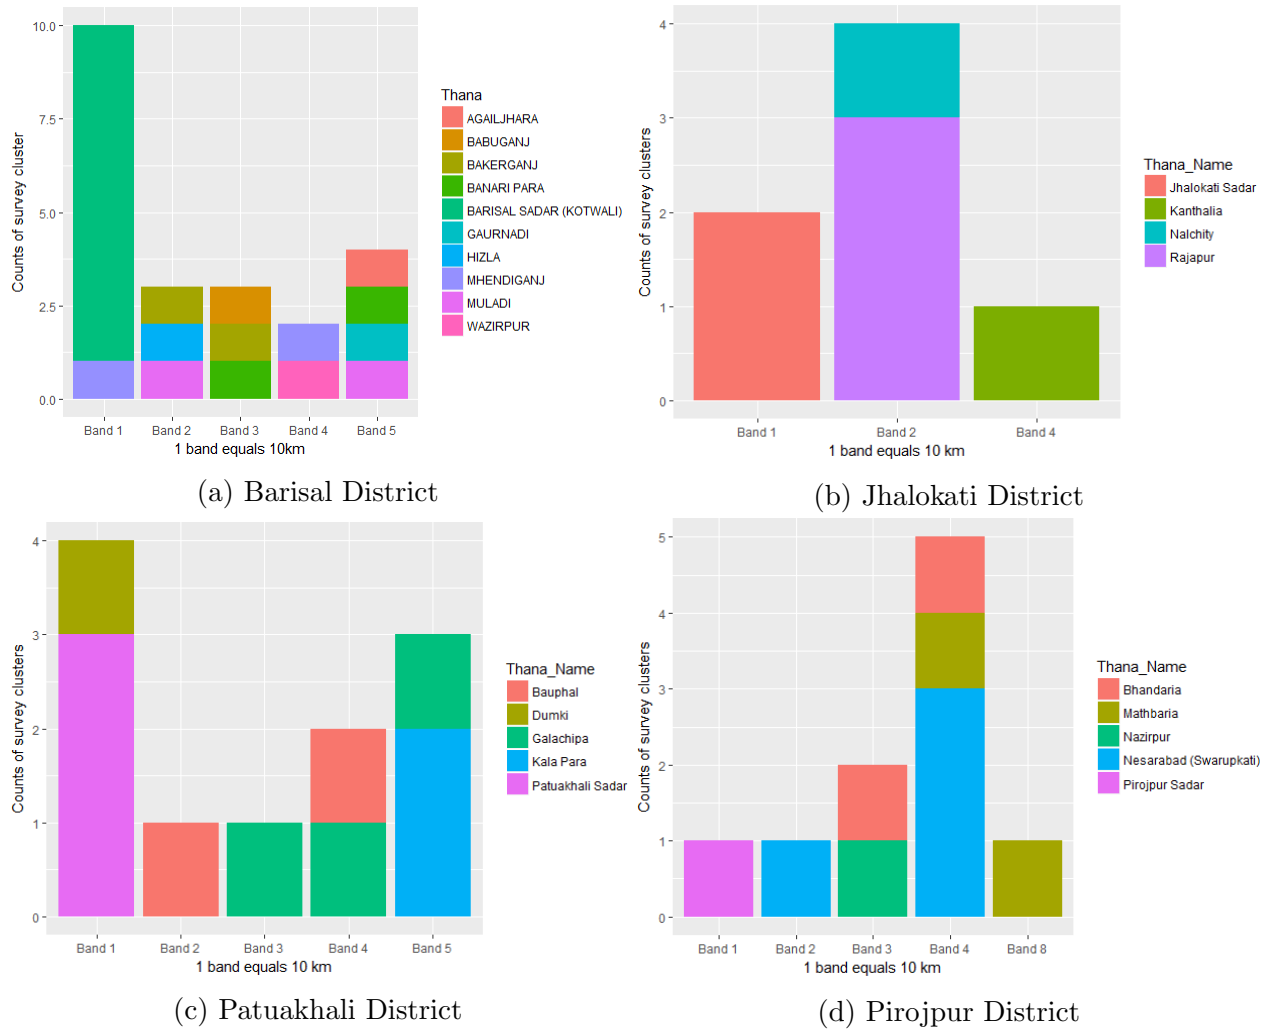 10.0
7.5
5.0
2.5
0.0
Counts of survey cluster
Band 1 Band 2 Band 3 Band 4 Band 5
1 band equals 10km
Thana
AGAILJHARA
BABUGANJ
BAKERGANJ
BANARI PARA
BARISAL SADAR (KOTWALI)
GAURNADI
HIZLA
MHENDIGANJ
MULADI
WAZIRPUR
(a) Barisal District
4
3
2
1
0
Counts of survey clusters
Band 1 Band 2 Band 4
1 band equals 10 km
Thana_Name
Jhalokati Sadar
Kanthalia
Nalchity
Rajapur
(b) Jhalokati District
4
3
2
1
0
Counts of survey clusters
Band 1 Band 2 Band 3 Band 4 Band 5
1 band equals 10 km
Thana_Name
Bauphal
Dumki
Galachipa
Kala Para
Patuakhali Sadar
(c) Patuakhali District
5
4
3
2
1
0
Counts of survey clusters
Band 1 Band 2 Band 3 Band 4 Band 8
1 band equals 10 km
Thana_Name
Bhandaria
Mathbaria
Nazirpur
Nesarabad (Swarupkati)
Pirojpur Sadar
(d) Pirojpur District